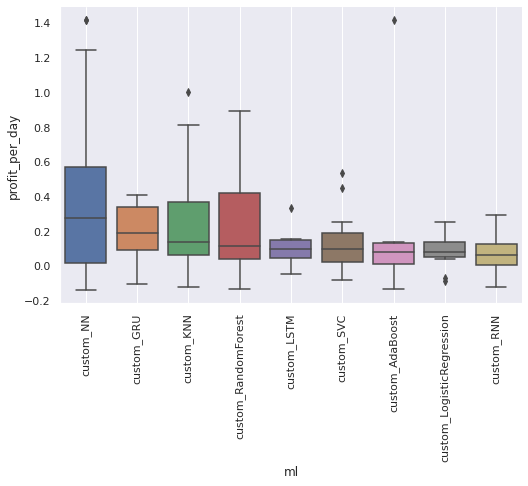 profit_per_day
1.4
1.2
1.0
0.8
0.6
0.4
0.2
0.0
−0.2
custom_NN
custom_GRU
custom_KNN
custom_RandomForest
custom_LSTM
custom_SVC
custom_AdaBoost
custom_LogisticRegression
custom_RNN
ml